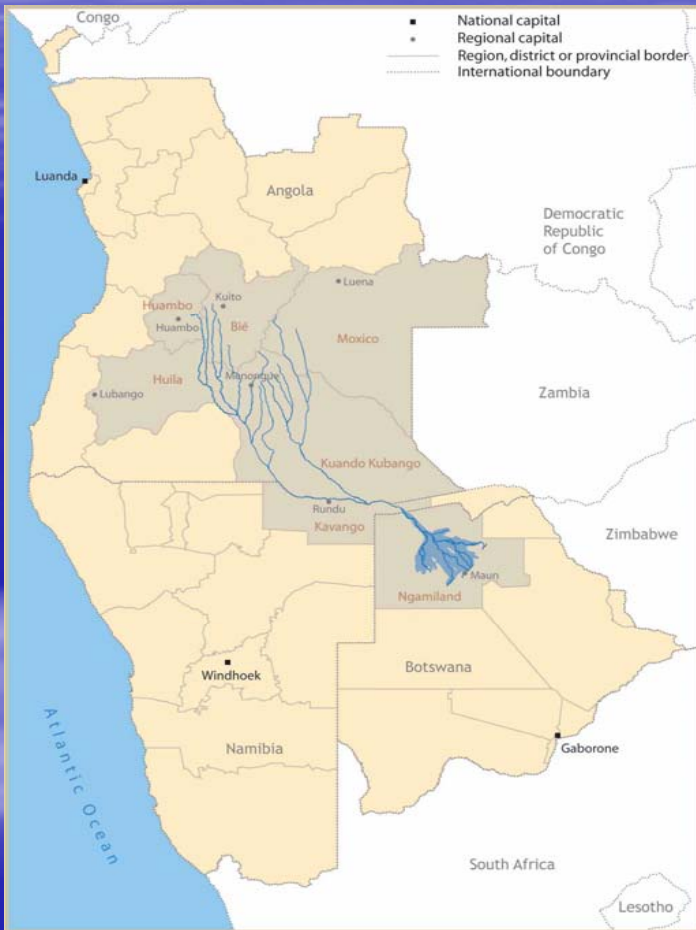 Congo
National capital
Regional capital
Region, district or provincial border
International boundary
Luanda
Angola
Democratic
Republic
of Congo
Luena
Kuito
Huambo
Huambo
Bié
Moxico
Menongue
Huila
Lubango
Zambia
Kuando Kubango
Rundu
Kavango
Zimbabwe
Maun
Ngamiland
Windhoek
Botswana
Atlantic Ocean
Namibia
Gaborone
South Africa
Lesotho